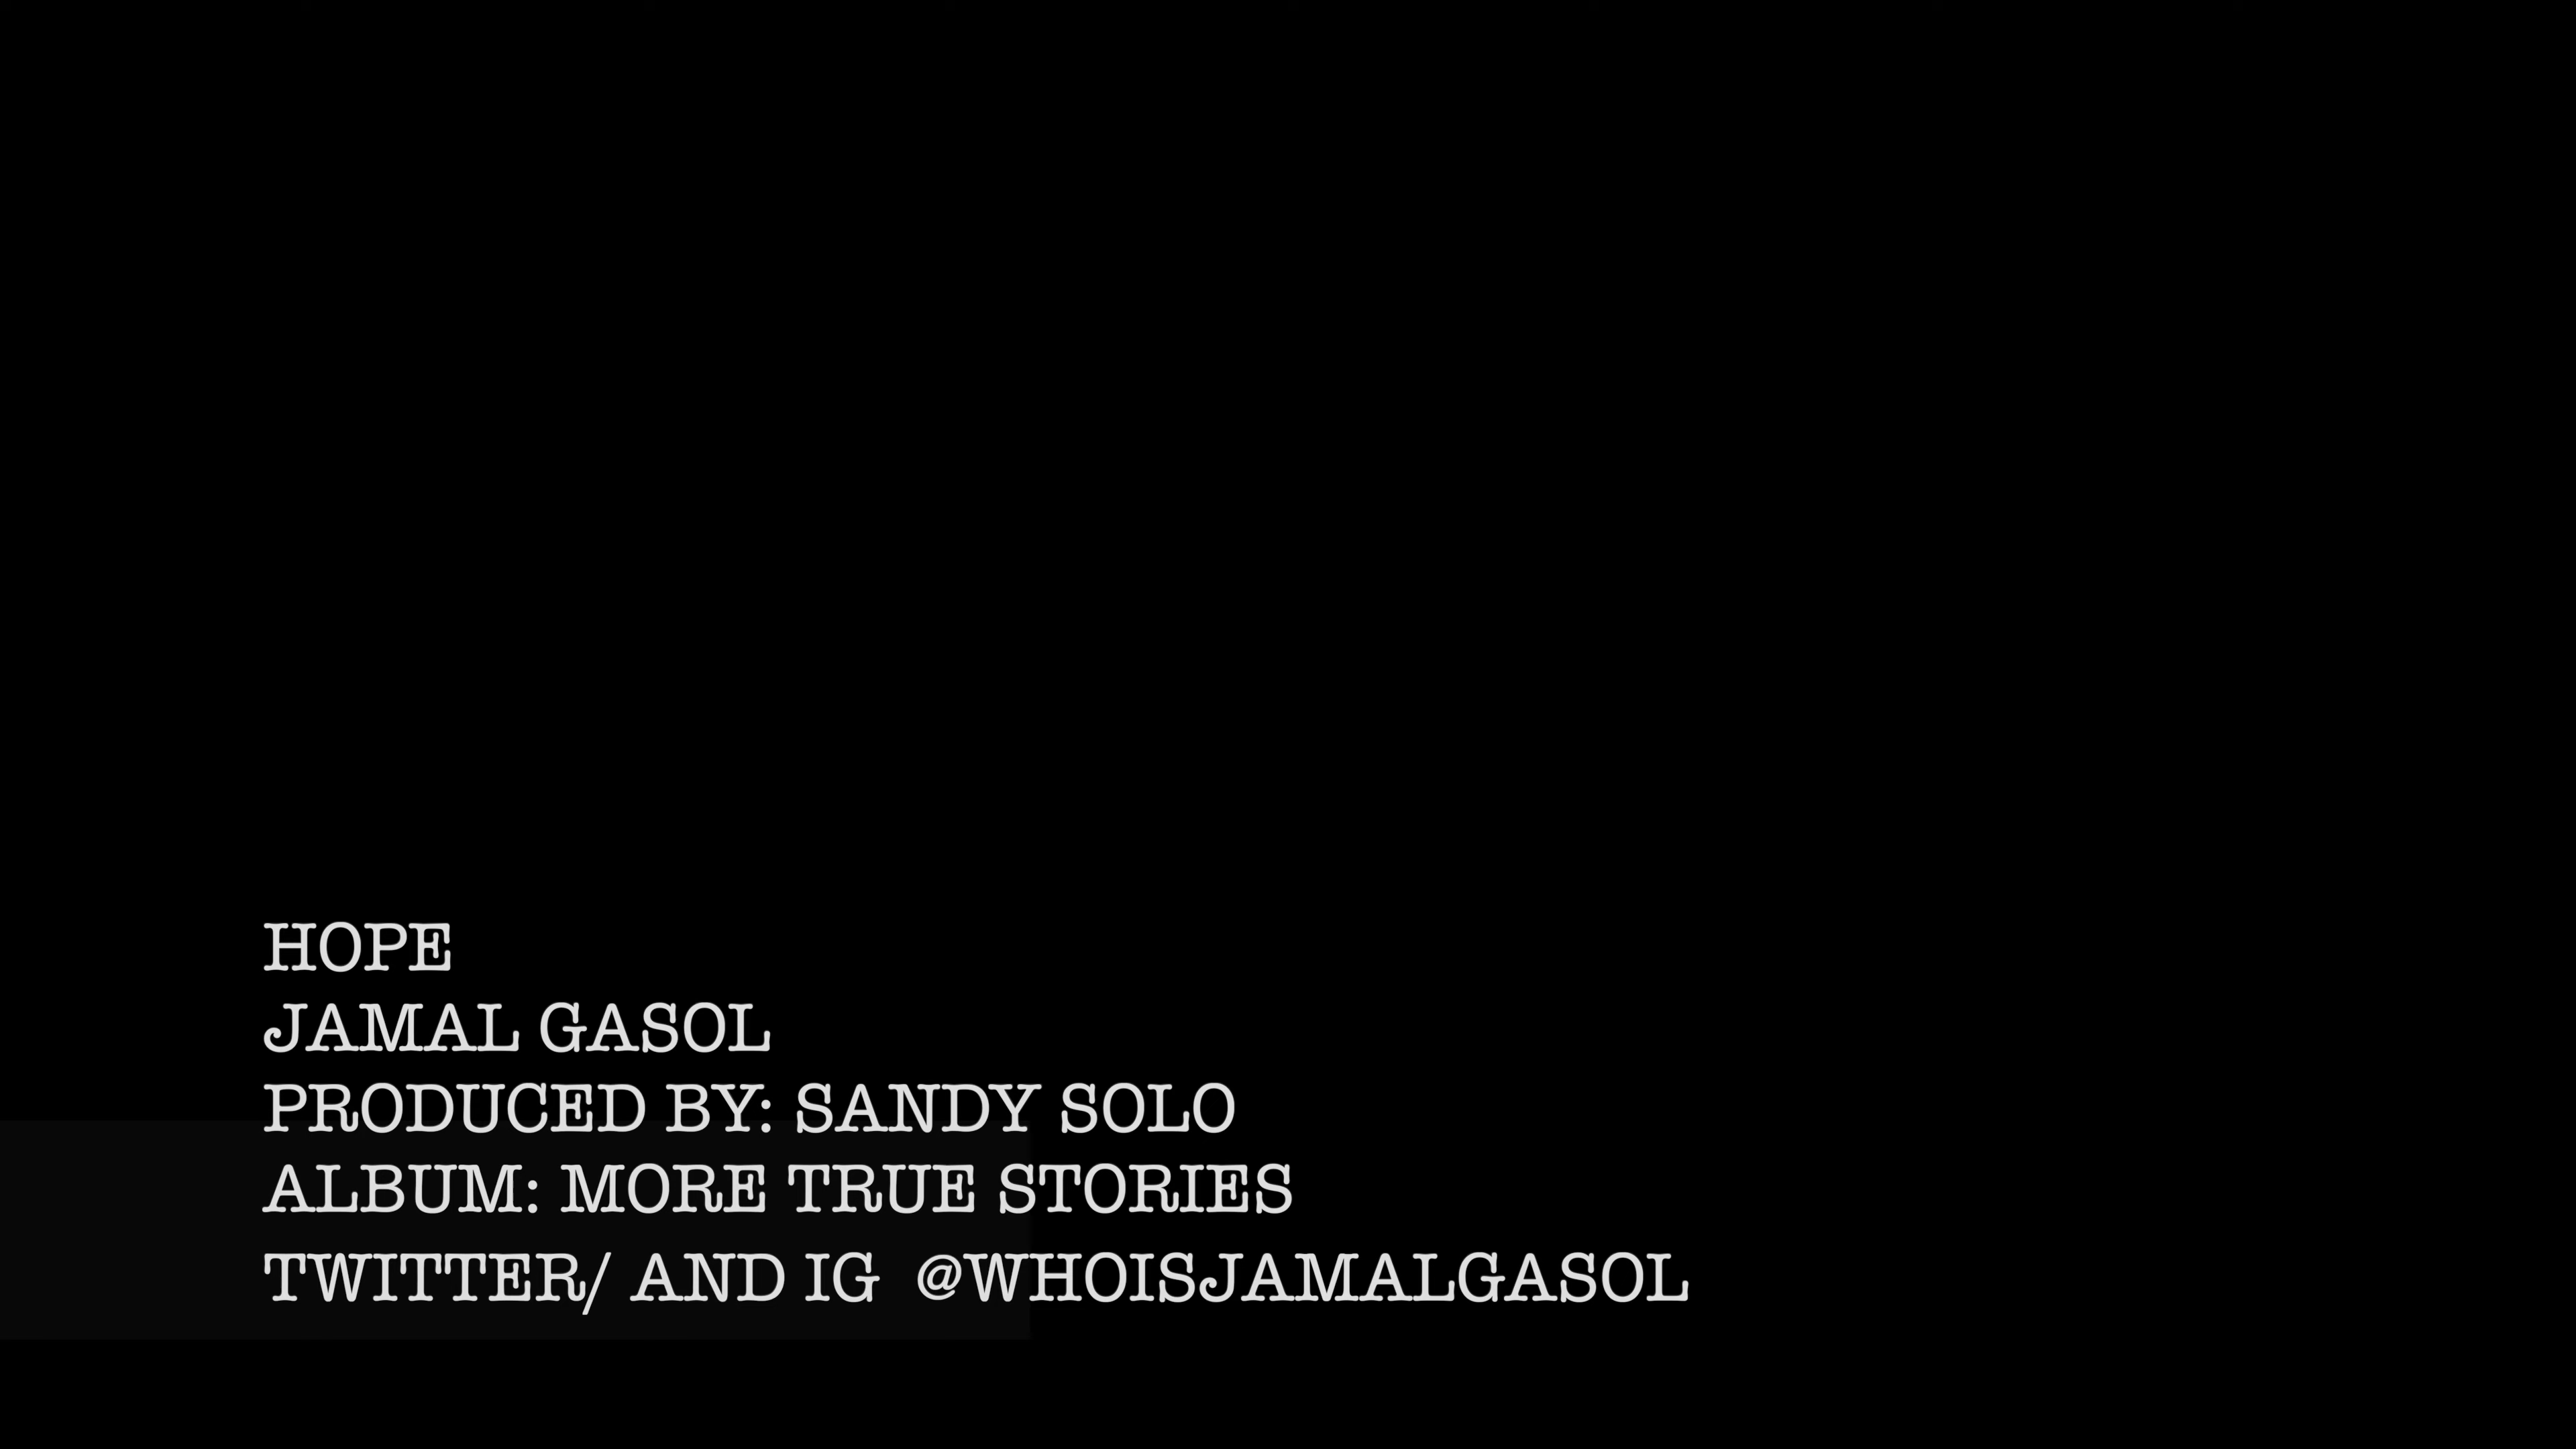 HOPE
JAMAL GASOL
PRODUCED BY: SANDY SOLO
ALBUM: MORE TRUE STORIES
TWITTER/ AND IG  @WHOISJAMALGASOL